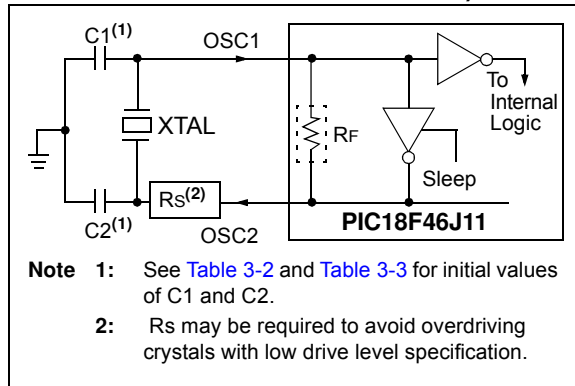 C1(1)
OSC1
To
Internal
Logic
XTAL
RF
Sleep
RS(2)
C2(1)
OSC2
PIC18F46J11
Note 1: See Table 3-2 and Table 3-3 for initial values
of C1 and C2.
2: Rs may be required to avoid overdriving
crystals with low drive level specification.